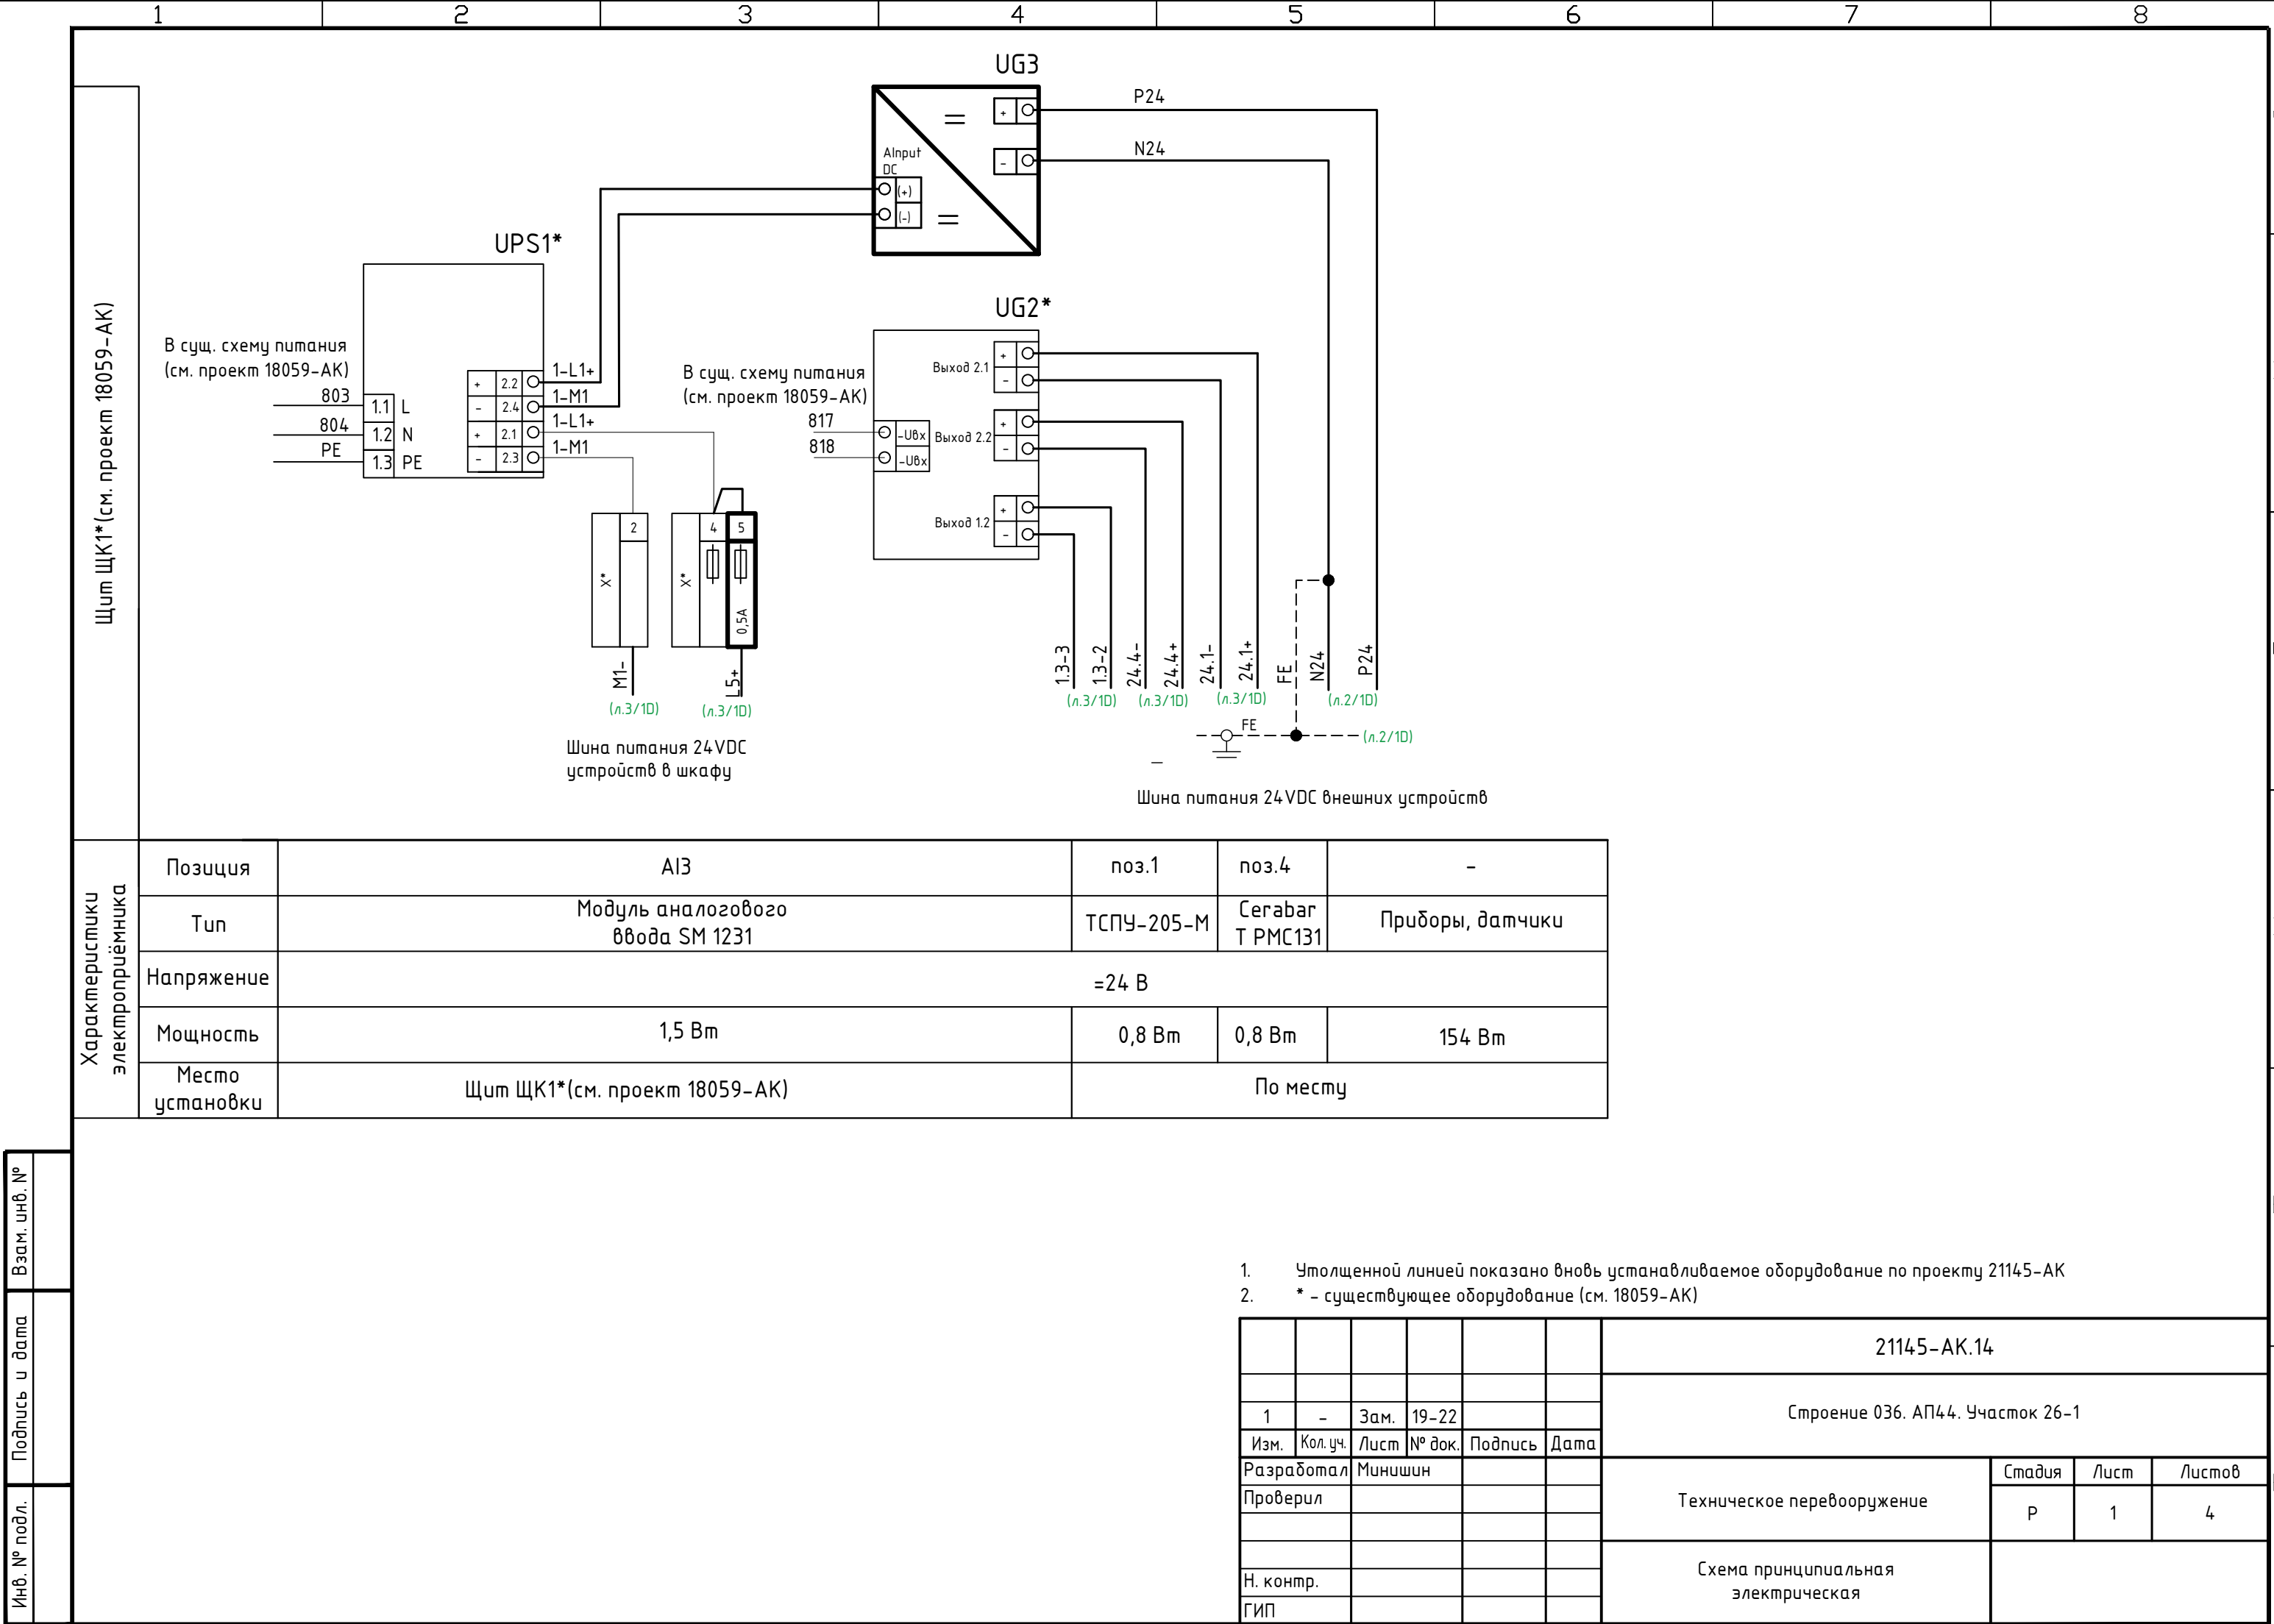 1 2 3 4 5 6 7 8
Щит ЩК1*(см. проект 18059-АК)
UG3
P24
N24
AInput
DC
(+)
(-)
=
=
+
-
UPS1*
В сущ. схему питания
(см. проект 18059-АК)
803
804
PE
1.1 L
1.2 N
1.3 PE
+ 2.2 1-L1+
- 2.4 1-M1
+ 2.1 1-L1+
- 2.3 1-M1
UG2*
В сущ. схему питания
(см. проект 18059-АК)
817
818
-Uвх
-Uвх
Выход 2.1
+
-
Выход 2.2
+
-
Выход 1.2
+
-
X*
2
X*
4
5
0,5А
M1-
L5+
(л.3/1D)
(л.3/1D)
Шина питания 24VDC
устройств в шкафу
1.3-3
1.3-2
24.4-
24.4+
24.1-
24.1+
FE
N24
P24
(л.3/1D)
(л.3/1D)
(л.3/1D)
(л.2/1D)
FE
(л.2/1D)
Шина питания 24VDC внешних устройств
Характеристики
электроприёмника
Позиция AI3 поз.1 поз.4 -
Тип
Модуль аналогового
ввода SM 1231
ТСПУ-205-М
Cerabar
T PMC131
Приборы, датчики
Напряжение =24 В
Мощность 1,5 Вт 0,8 Вт 0,8 Вт 154 Вт
Место
установки
Щит ЩК1*(см. проект 18059-АК)
По месту
Взам. инв. №
Подпись и дата
Инв. № подл.
1. Утолщенной линией показано вновь устанавливаемое оборудование по проекту 21145-АК
2. * - существующее оборудование (см. 18059-АК)
21145-АК.14
Строение 036. АП44. Участок 26-1
1 - Зам. 19-22
Изм. Кол. уч. Лист № док. Подпись Дата
Разработал Минишин
Проверил
Н. контр.
ГИП
Техническое перевооружение
Стадия Лист Листов
Р 1 4
Схема принципиальная
электрическая